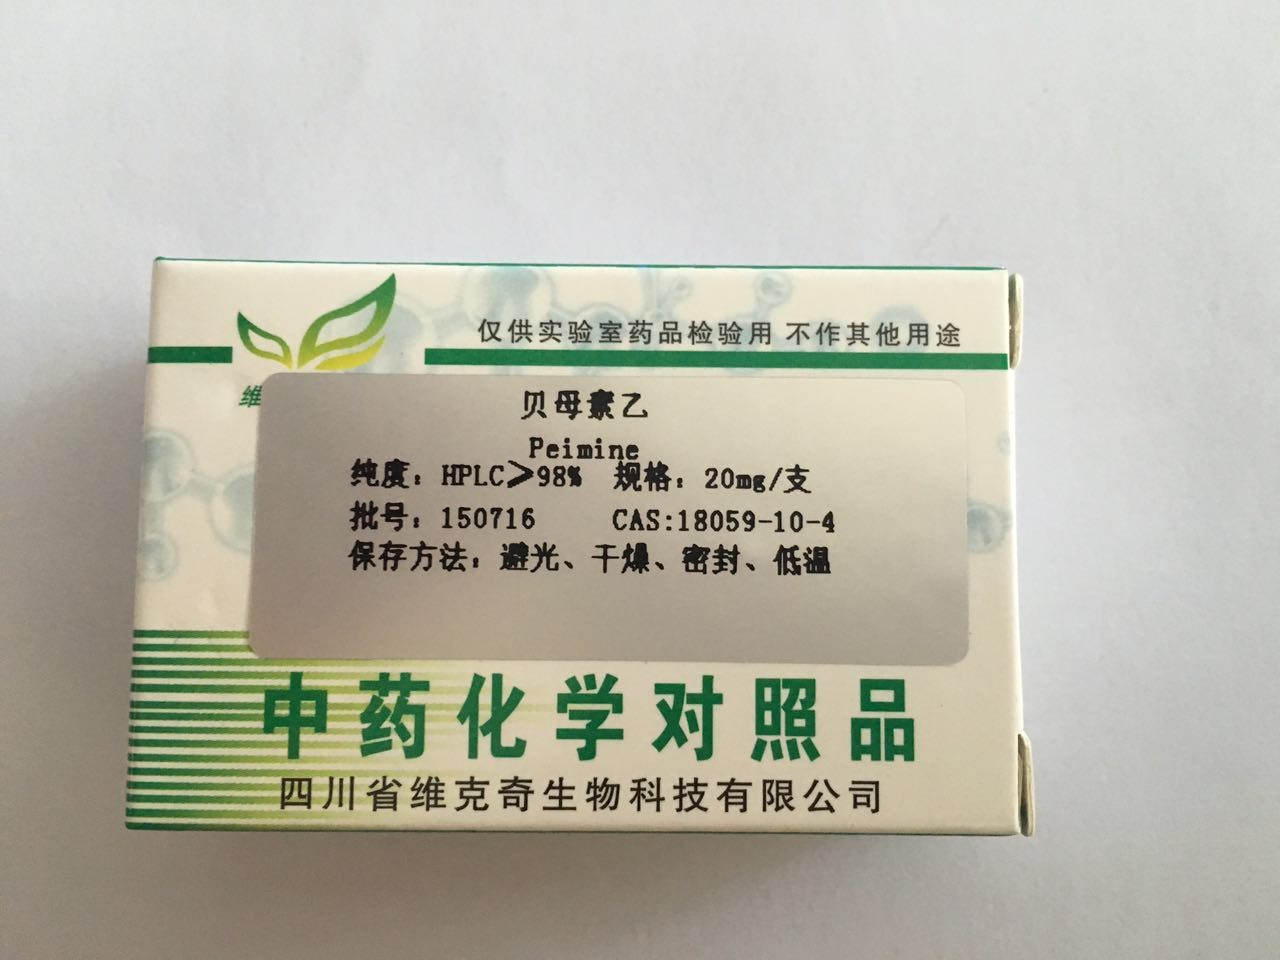 仅供实验室药品检验用 不作其他用途
维
贝母素乙
Peimine
纯度：HPLC≥98% 规格：20mg/支
批号：150716 CAS:18059-10-4
保存方法：避光、干燥、密封、低温
中药化学对照品
四川省维克奇生物科技有限公司